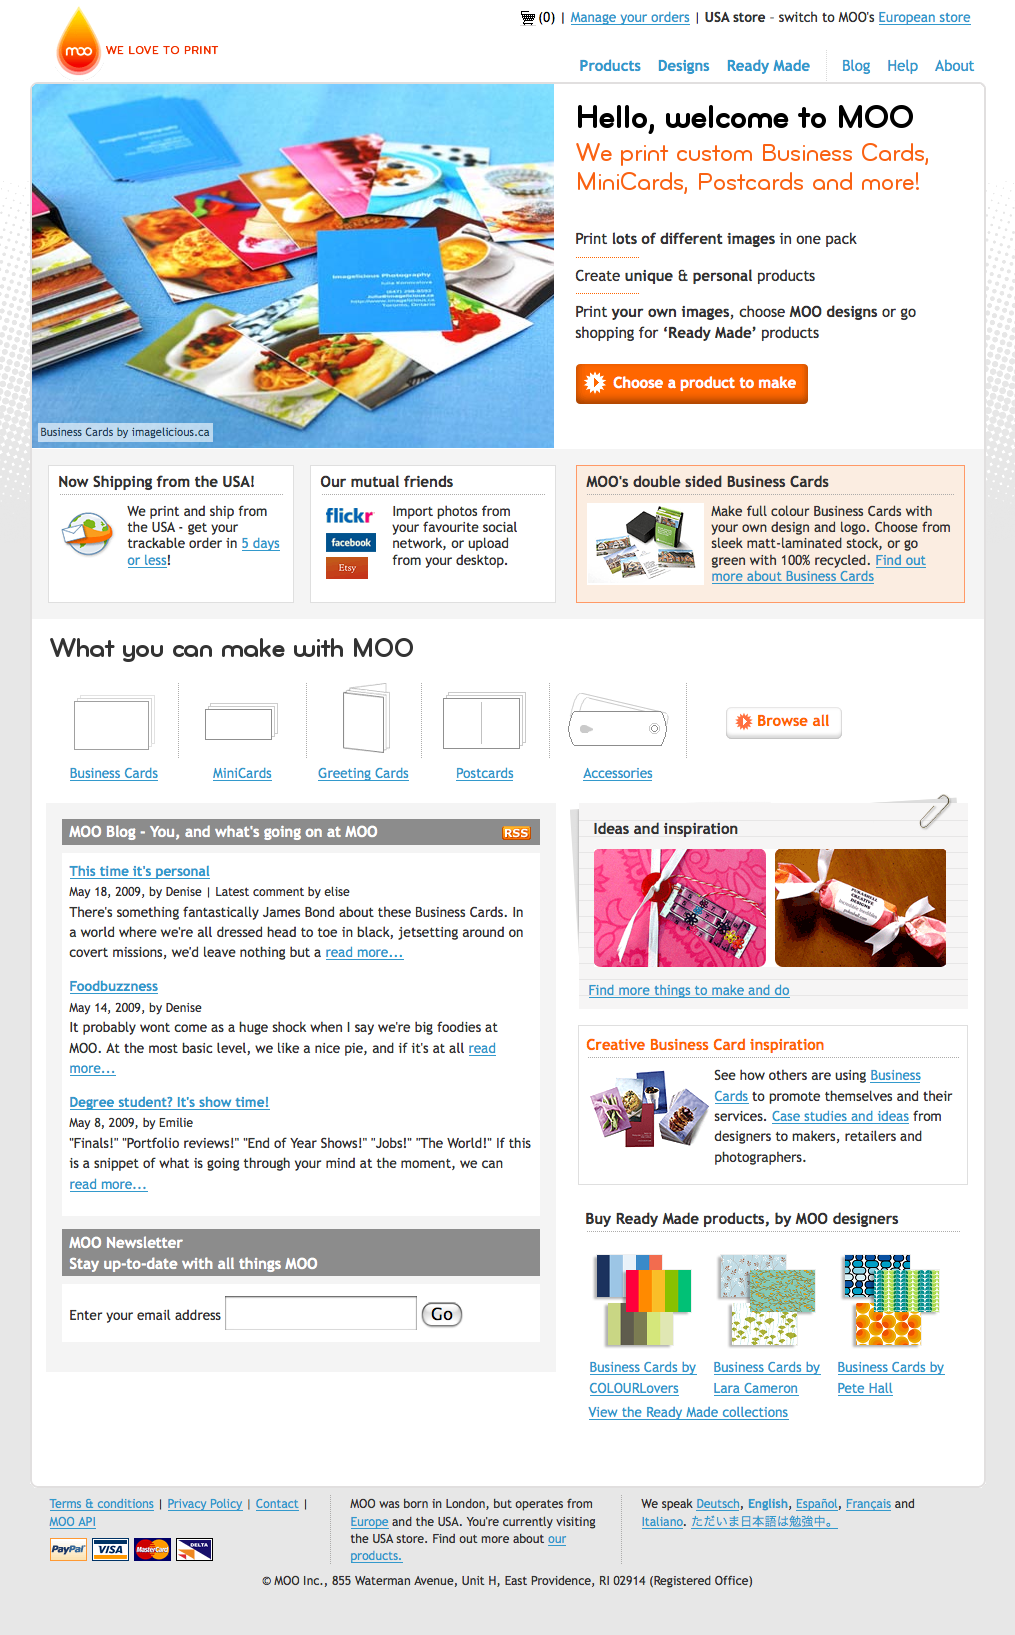 (0) | Manage your orders | USA store - switch to MOO's European store
moo WE LOVE TO PRINT
Products Designs Ready Made Blog Help About
Hello, welcome to MOO
We print custom Business Cards,
MiniCards, Postcards and more!
Print lots of different images in one pack
Create unique & personal products
Print your own images, choose MOO designs or go
shopping for ‘Ready Made’ products
Choose a product to make
Imagelicious Photography
Julia Konovalova
(647) 298-8392
Toronto, Ontario
Business Cards by imagelicious.ca
Now Shipping from the USA!
We print and ship from
the USA - get your
trackable order in 5 days
or less!
Our mutual friends
flickr
facebook
Etsy
Import photos from
your favourite social
network, or upload
from your desktop.
MOO's double sided Business Cards
Make full colour Business Cards with
your own design and logo. Choose from
sleek matt-laminated stock, or go
green with 100% recycled. Find out
more about Business Cards
What you can make with MOO
Business Cards
MiniCards
Greeting Cards
Postcards
Accessories
Browse all
MOO Blog - You, and what's going on at MOO
RSS
This time it's personal
May 18, 2009, by Denise | Latest comment by elise
There's something fantastically James Bond about these Business Cards. In
a world where we're all dressed head to toe in black, jetsetting around on
covert missions, we'd leave nothing but a read more...
Foodbuzzness
May 14, 2009, by Denise
It probably wont come as a huge shock when I say we're big foodies at
MOO. At the most basic level, we like a nice pie, and if it's at all read
more...
Degree student? It's show time!
May 8, 2009, by Emilie
"Finals!" "Portfolio reviews!" "End of Year Shows!" "Jobs!" "The World!" If this
is a snippet of what is going through your mind at the moment, we can
read more...
MOO Newsletter
Stay up-to-date with all things MOO
Enter your email address Go
Ideas and inspiration
CREATIVE
DESIGNS
Find more things to make and do
Creative Business Card inspiration
See how others are using Business
Cards to promote themselves and their
services. Case studies and ideas from
designers to makers, retailers and
photographers.
Buy Ready Made products, by MOO designers
Business Cards by
COLOURLovers
Business Cards by
Lara Cameron
Business Cards by
Pete Hall
View the Ready Made collections
Terms & conditions | Privacy Policy | Contact |
MOO API
PayPal VISA MasterCard DELTA
MOO was born in London, but operates from
Europe and the USA. You're currently visiting
the USA store. Find out more about our
products.
We speak Deutsch, English, Español, Français and
Italiano. ただいま日本語は勉強中。
© MOO Inc., 855 Waterman Avenue, Unit H, East Providence, RI 02914 (Registered Office)